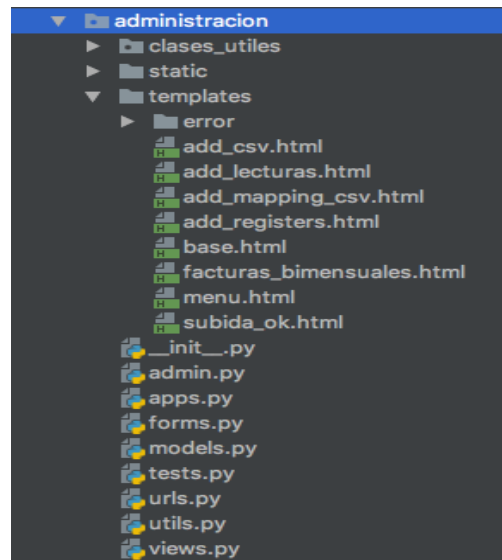 administracion
clases_utiles
static
templates
error
add_csv.html
add_lecturas.html
add_mapping_csv.html
add_registers.html
base.html
facturas_bimensuales.html
menu.html
subida_ok.html
__init__.py
admin.py
apps.py
forms.py
models.py
tests.py
urls.py
utils.py
views.py